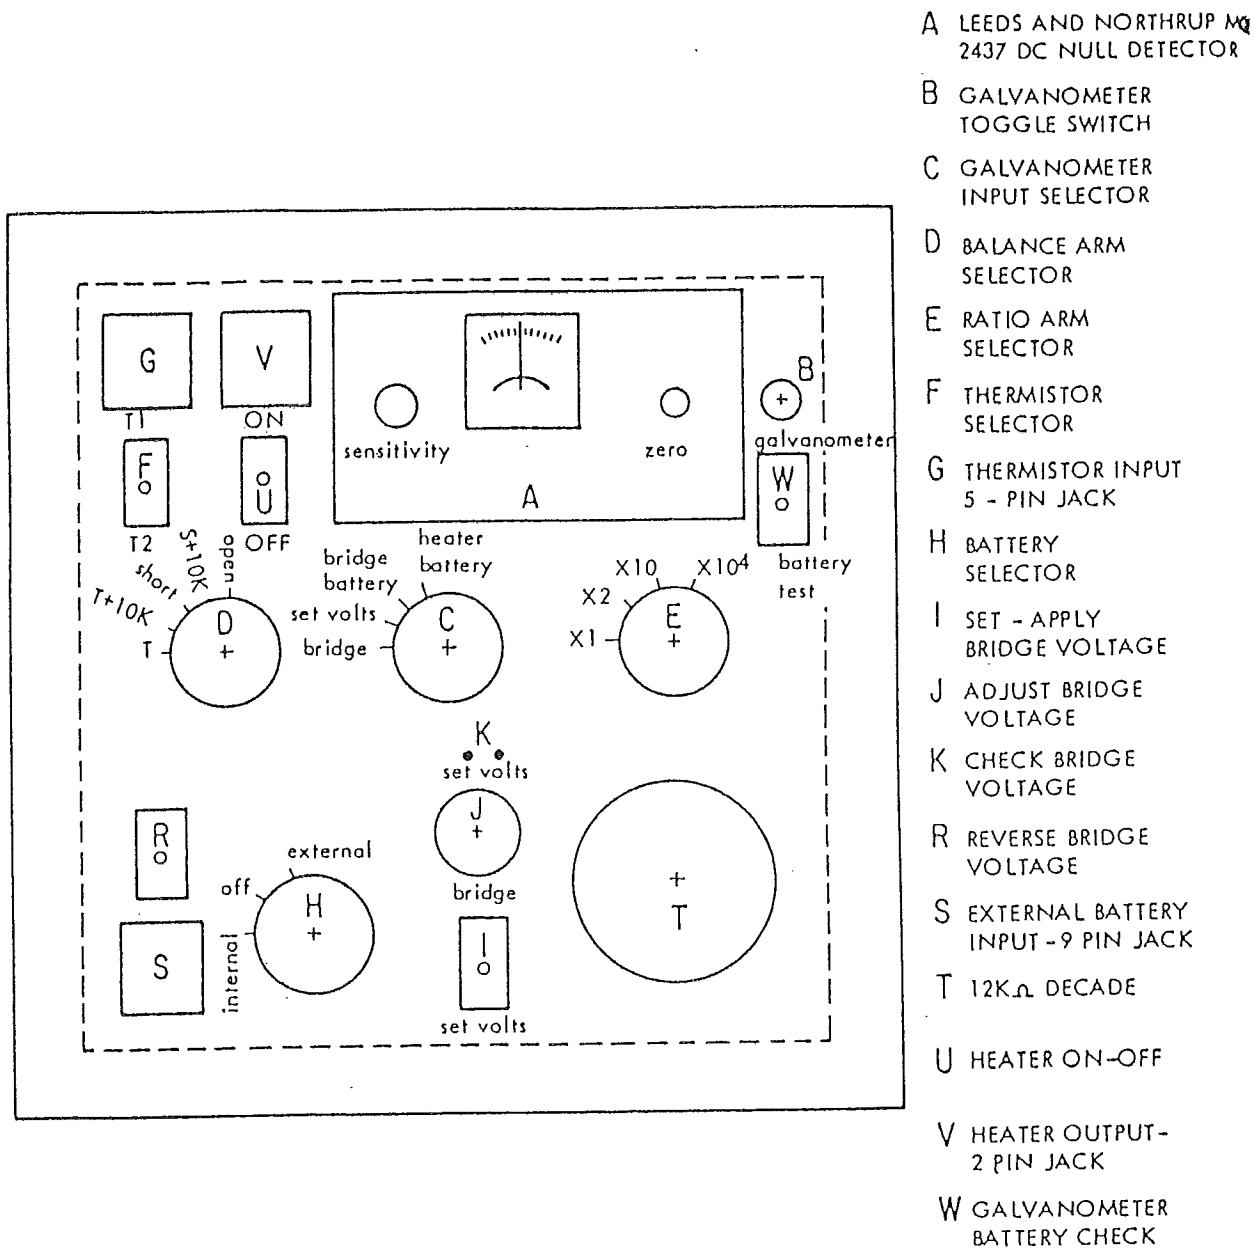 A LEEDS AND NORTHRUP
2437 DC NULL DETECTOR
B GALVANOMETER
TOGGLE SWITCH
C GALVANOMETER
INPUT SELECTOR
D BALANCE ARM
SELECTOR
E RATIO ARM
SELECTOR
F THERMISTOR
SELECTOR
G THERMISTOR INPUT
5 - PIN JACK
H BATTERY
SELECTOR
I SET - APPLY
BRIDGE VOLTAGE
J ADJUST BRIDGE
VOLTAGE
K CHECK BRIDGE
VOLTAGE
R REVERSE BRIDGE
VOLTAGE
S EXTERNAL BATTERY
INPUT - 9 PIN JACK
T 12KΩ DECADE
U HEATER ON-OFF
V HEATER OUTPUT-
2 PIN JACK
W GALVANOMETER
BATTERY CHECK
G
V
T1
ON
F
U
T2
OFF
sensitivity
zero
A
B
galvanometer
W
battery
test
open
S+10K
short
T+10K
T
D
heater
battery
bridge
battery
set volts
bridge
C
X1
X2
X10
X10⁴
E
K
set volts
J
bridge
I
set volts
R
S
external
off
internal
H
T